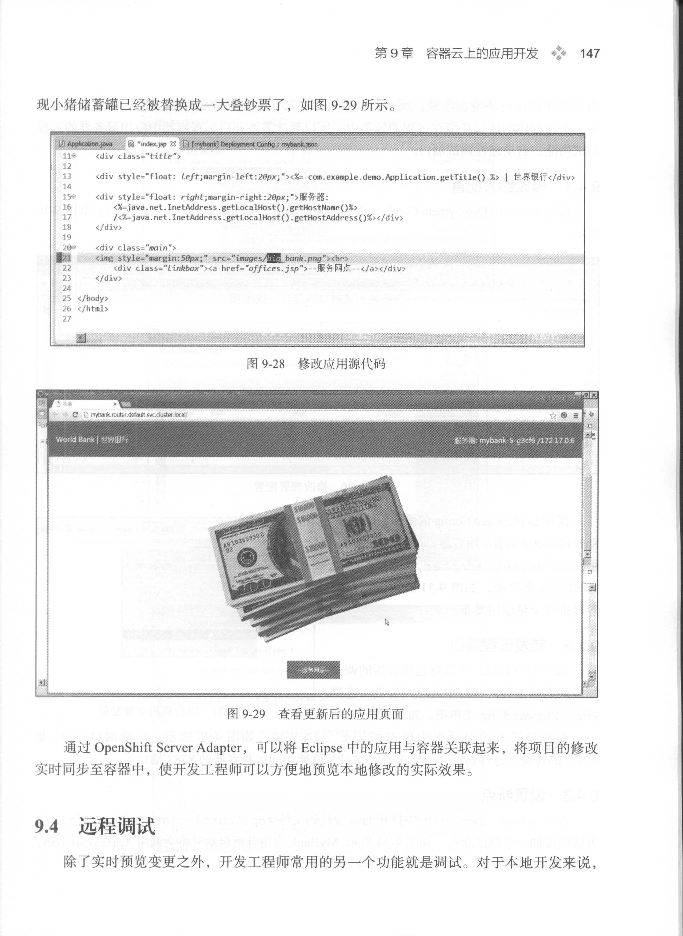 第 9 章 容器云上的应用开发 147
现小猪储蓄罐已经被替换成一大叠钞票了，如图 9-29 所示。
Application.java *index.jsp [mybank] Deployment Config : mybank.json
11 <div class="title">
12
13 <div style="float: left;margin-left:20px;"><%= com.example.demo.Application.getTitle() %> | 世界银行</div>
14
15 <div style="float: right;margin-right:20px;">服务器:
16 <%=java.net.InetAddress.getLocalHost().getHostName()%>
17 /<%=java.net.InetAddress.getLocalHost().getHostAddress()%></div>
18 </div>
19
20 <div class="main">
21 <img style="margin:50px;" src="images/big_bank.png"><br>
22 <div class="linkbox"><a href="offices.jsp">--服务网点--</a></div>
23 </div>
24
25 </body>
26 </html>
27
图 9-28 修改应用源代码
mybank.router.default.svc.cluster.local/
World Bank | 世界银行 服务器: mybank-5-g3cf6 /172.17.0.6
图 9-29 查看更新后的应用页面
通过 OpenShift Server Adapter，可以将 Eclipse 中的应用与容器关联起来，将项目的修改
实时同步至容器中，使开发工程师可以方便地预览本地修改的实际效果。
9.4 远程调试
除了实时预览变更之外，开发工程师常用的另一个功能就是调试。对于本地开发来说，